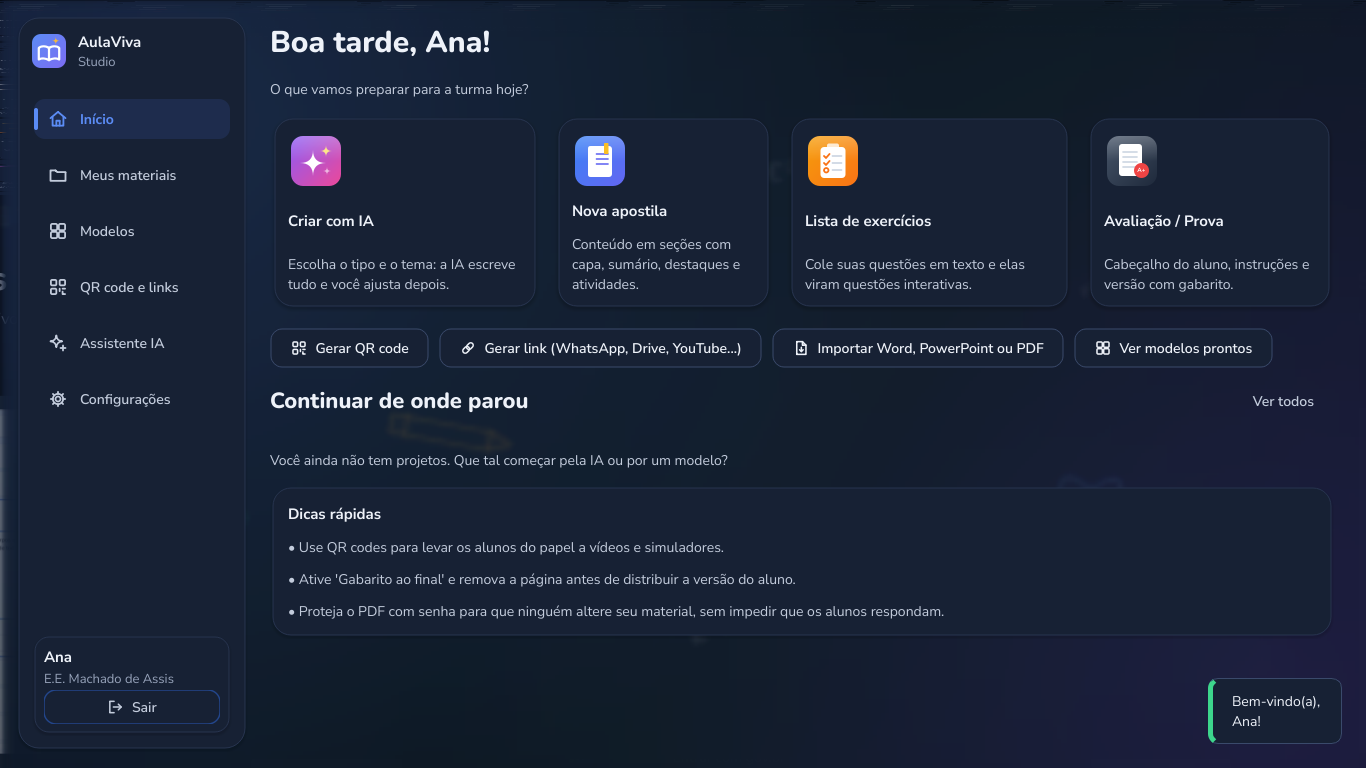 AulaViva
Studio
Início
Meus materiais
Modelos
QR code e links
Assistente IA
Configurações
Ana
E.E. Machado de Assis
Sair
Boa tarde, Ana!
O que vamos preparar para a turma hoje?
Criar com IA
Escolha o tipo e o tema: a IA escreve
tudo e você ajusta depois.
Nova apostila
Conteúdo em seções com
capa, sumário, destaques e
atividades.
Lista de exercícios
Cole suas questões em texto e elas
viram questões interativas.
A+
Avaliação / Prova
Cabeçalho do aluno, instruções e
versão com gabarito.
Gerar QR code
Gerar link (WhatsApp, Drive, YouTube...)
Importar Word, PowerPoint ou PDF
Ver modelos prontos
Continuar de onde parou
Ver todos
Você ainda não tem projetos. Que tal começar pela IA ou por um modelo?
Dicas rápidas
• Use QR codes para levar os alunos do papel a vídeos e simuladores.
• Ative 'Gabarito ao final' e remova a página antes de distribuir a versão do aluno.
• Proteja o PDF com senha para que ninguém altere seu material, sem impedir que os alunos respondam.
Bem-vindo(a),
Ana!